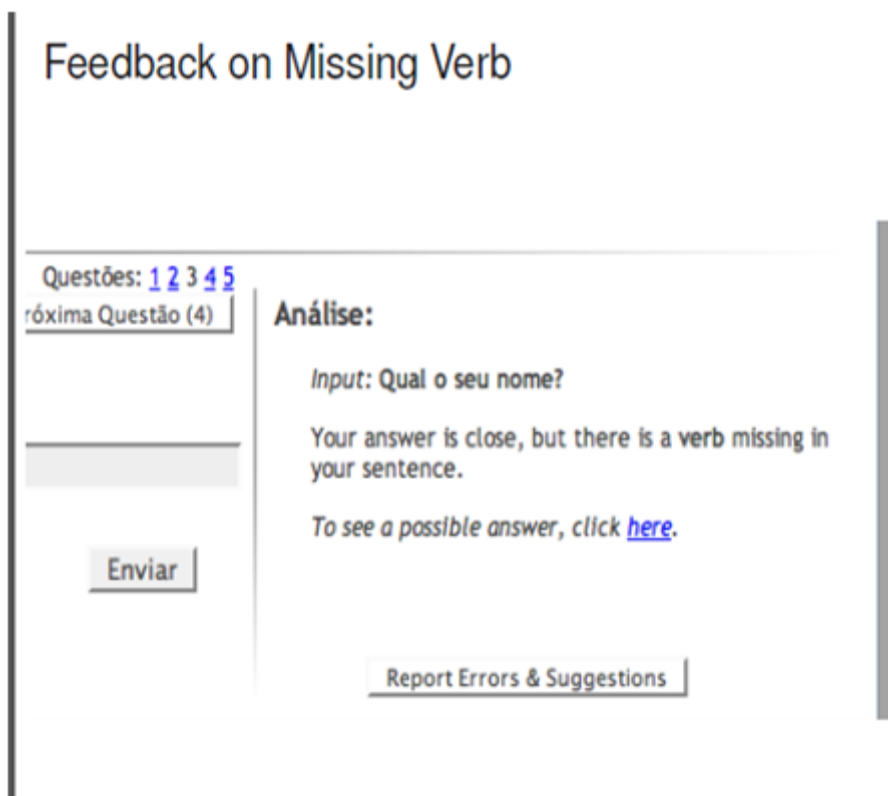 Feedback on Missing Verb
Questões: 1 2 3 4 5
róxima Questão (4)
Análise:
Input: Qual o seu nome?
Your answer is close, but there is a verb missing in
your sentence.
To see a possible answer, click here.
Enviar
Report Errors & Suggestions